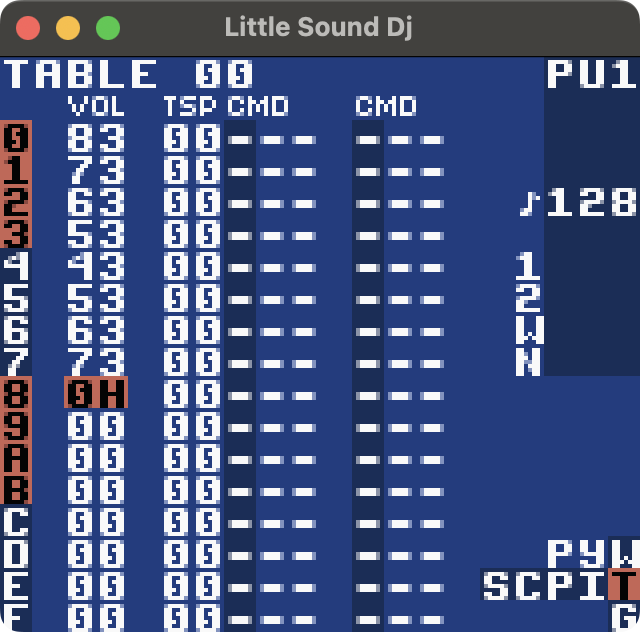 Little Sound Dj
TABLE 00 PU1
VOL TSP CMD CMD
0 83 00 --- ---
1 73 00 --- ---
2 63 00 --- --- ♪128
3 53 00 --- ---
4 43 00 --- --- 1
5 53 00 --- --- 2
6 63 00 --- --- W
7 73 00 --- --- N
8 0H 00 --- ---
9 00 00 --- ---
A 00 00 --- ---
B 00 00 --- ---
C 00 00 --- ---
D 00 00 --- --- PYW
E 00 00 --- --- SCPIT
F 00 00 --- --- G